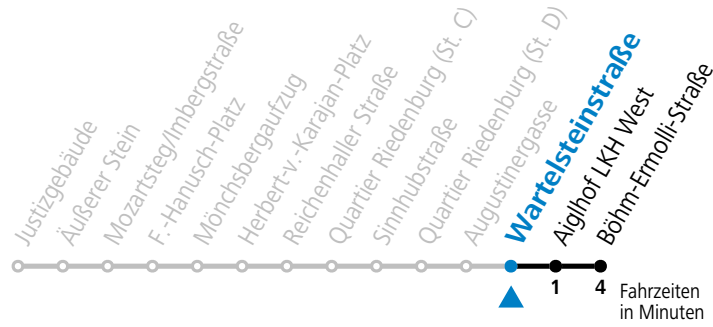 Justizgebäude
Äußerer Stein
Mozartsteg/Imbergstraße
F.-Hanusch-Platz
Mönchsbergaufzug
Herbert-v.-Karajan-Platz
Reichenhaller Straße
Quartier Riedenburg (St. C)
Sinnhubstraße
Quartier Riedenburg (St. D)
Augustinergasse
Wartelsteinstraße
Aiglhof LKH West
Böhm-Ermolli-Straße
1 4 Fahrzeiten
in Minuten